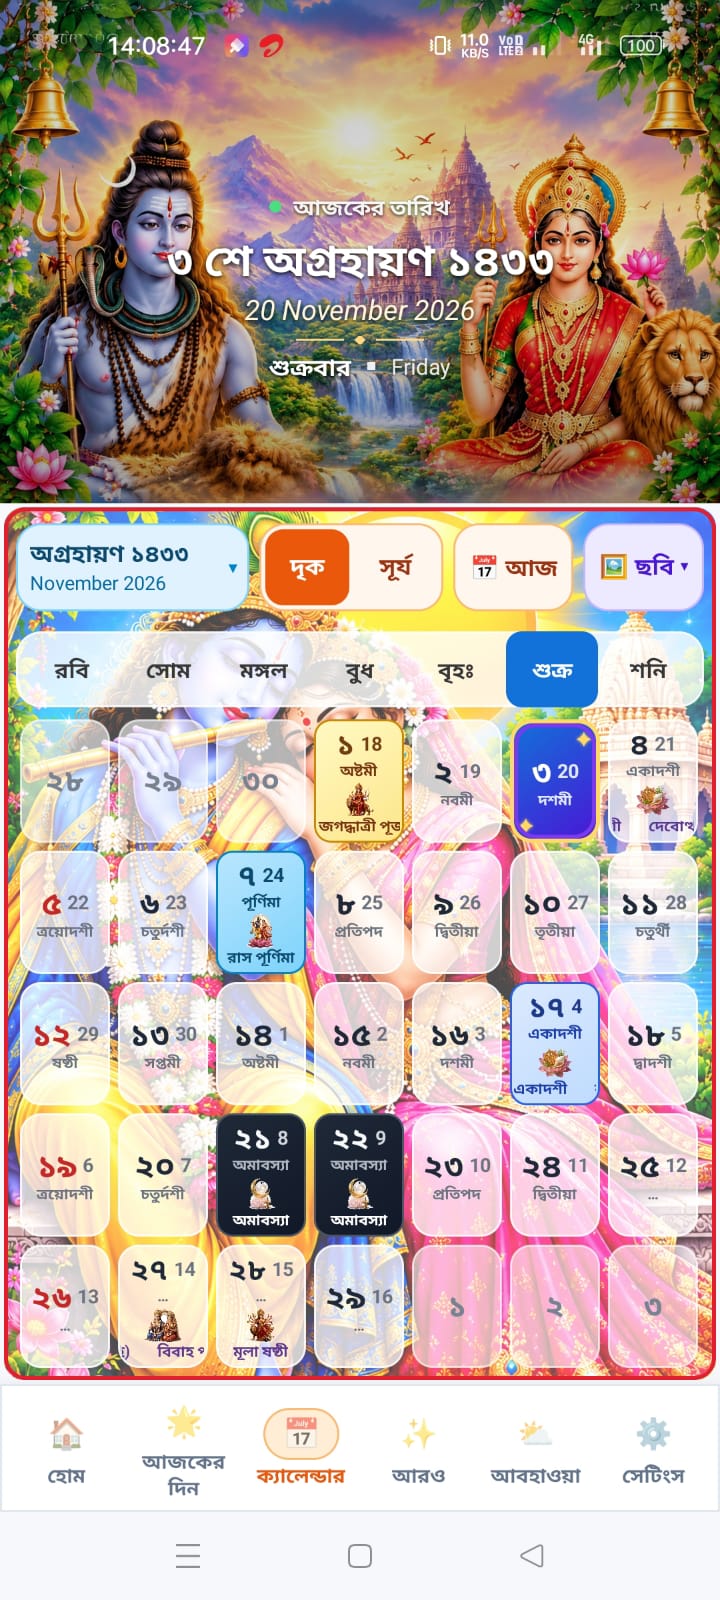 14:08:47 11.0 KB/S VoD LTE2 4G 100
আজকের তারিখ
৩ শে অগ্রহায়ণ ১৪৩৩
20 November 2026
শুক্রবার ▪ Friday
অগ্রহায়ণ ১৪৩৩ ▼
November 2026
দৃক সূর্য
July 17 আজ
ছবি ▾
রবি সোম মঙ্গল বুধ বৃহঃ শুক্র শনি
২৮ ২৯ ৩০ ১ 18 ২ 19 ৩ 20 ৪ 21
অষ্টমী নবমী দশমী একাদশী
জগদ্ধাত্রী পূজ ী দেবোত্থ
৫ 22 ৬ 23 ৭ 24 ৮ 25 ৯ 26 ১০ 27 ১১ 28
ত্রয়োদশী চতুর্দশী পূর্ণিমা প্রতিপদ দ্বিতীয়া তৃতীয়া চতুর্থী
রাস পূর্ণিমা
১২ 29 ১৩ 30 ১৪ 1 ১৫ 2 ১৬ 3 ১৭ 4 ১৮ 5
ষষ্ঠী সপ্তমী অষ্টমী নবমী দশমী একাদশী দ্বাদশী
একাদশী
১৯ 6 ২০ 7 ২১ 8 ২২ 9 ২৩ 10 ২৪ 11 ২৫ 12
ত্রয়োদশী চতুর্দশী অমাবস্যা অমাবস্যা প্রতিপদ দ্বিতীয়া ...
অমাবস্যা অমাবস্যা
২৬ 13 ২৭ 14 ২৮ 15 ২৯ 16 ১ ২ ৩
... ... ... ...
:) বিবাহ প মূলা ষষ্ঠী
July 17
হোম আজকের দিন ক্যালেন্ডার আরও আবহাওয়া সেটিংস